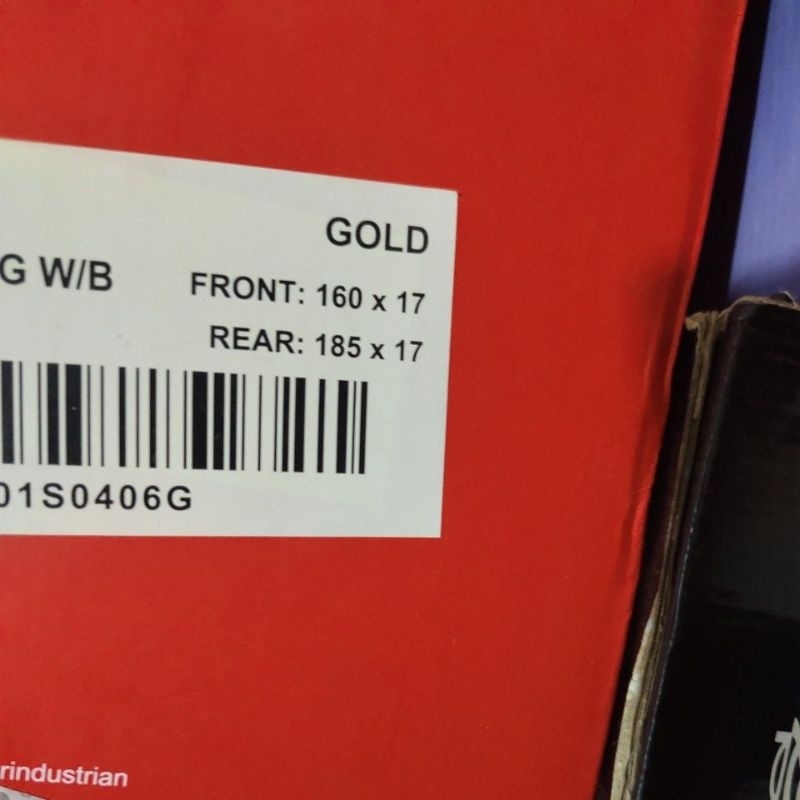 GOLD
G W/B
FRONT: 160 x 17
REAR: 185 x 17
01S0406G
rindustrian